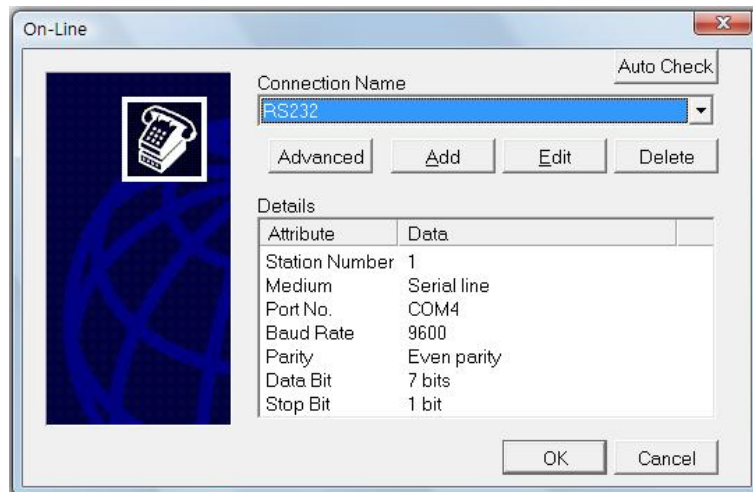 On-Line
Auto Check
Connection Name
RS232
Advanced Add Edit Delete
Details
Attribute Data
Station Number 1
Medium Serial line
Port No. COM4
Baud Rate 9600
Parity Even parity
Data Bit 7 bits
Stop Bit 1 bit
OK Cancel